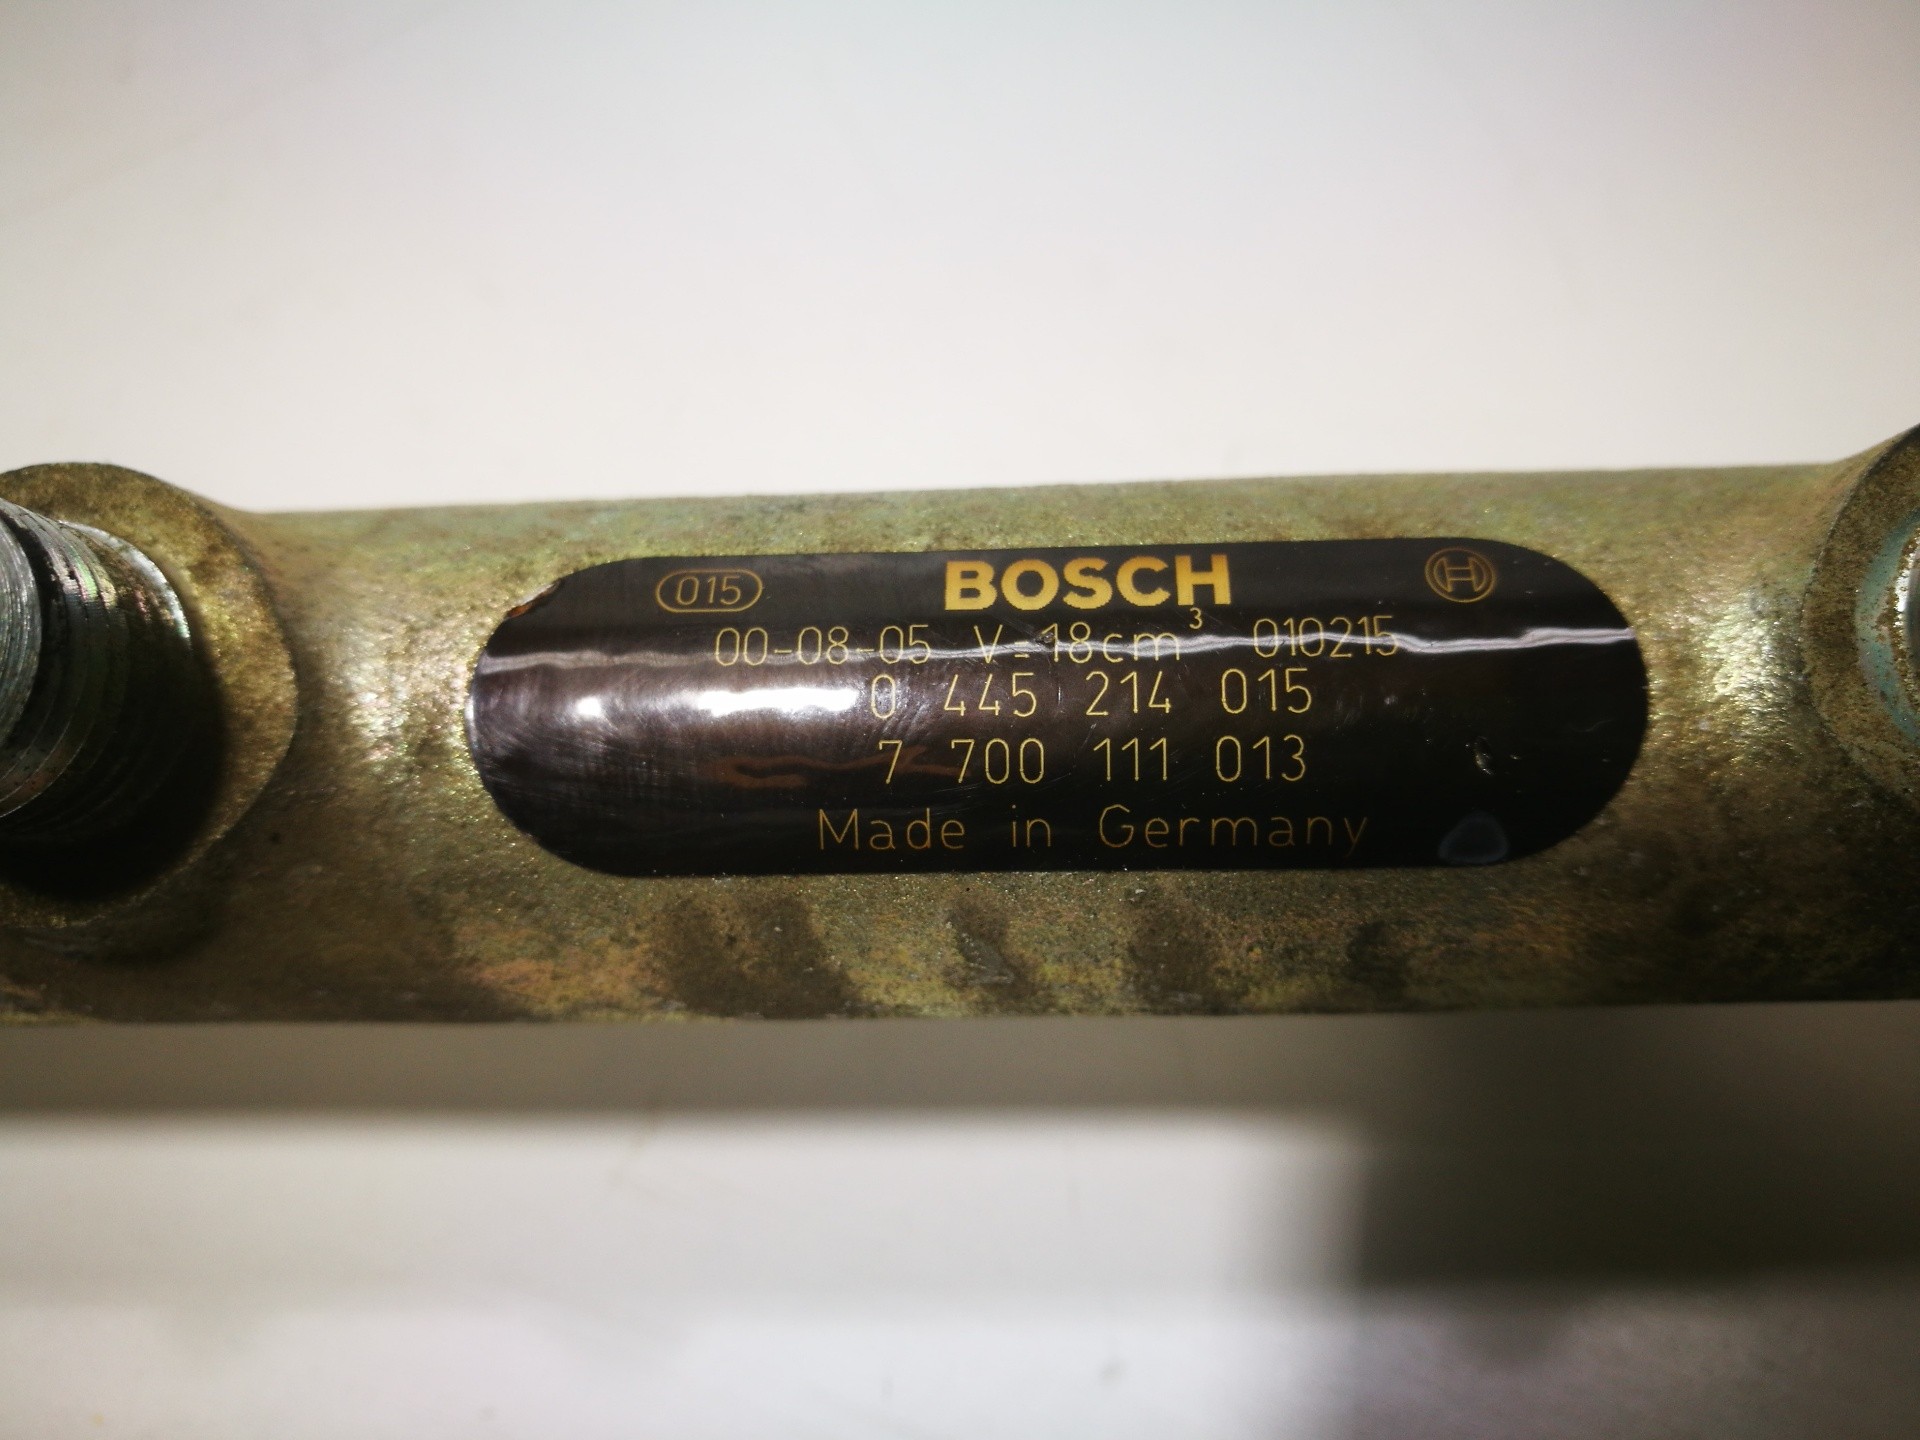 015 BOSCH
00-08-05 V=18cm³ 010215
0 445 214 015
7 700 111 013
Made in Germany